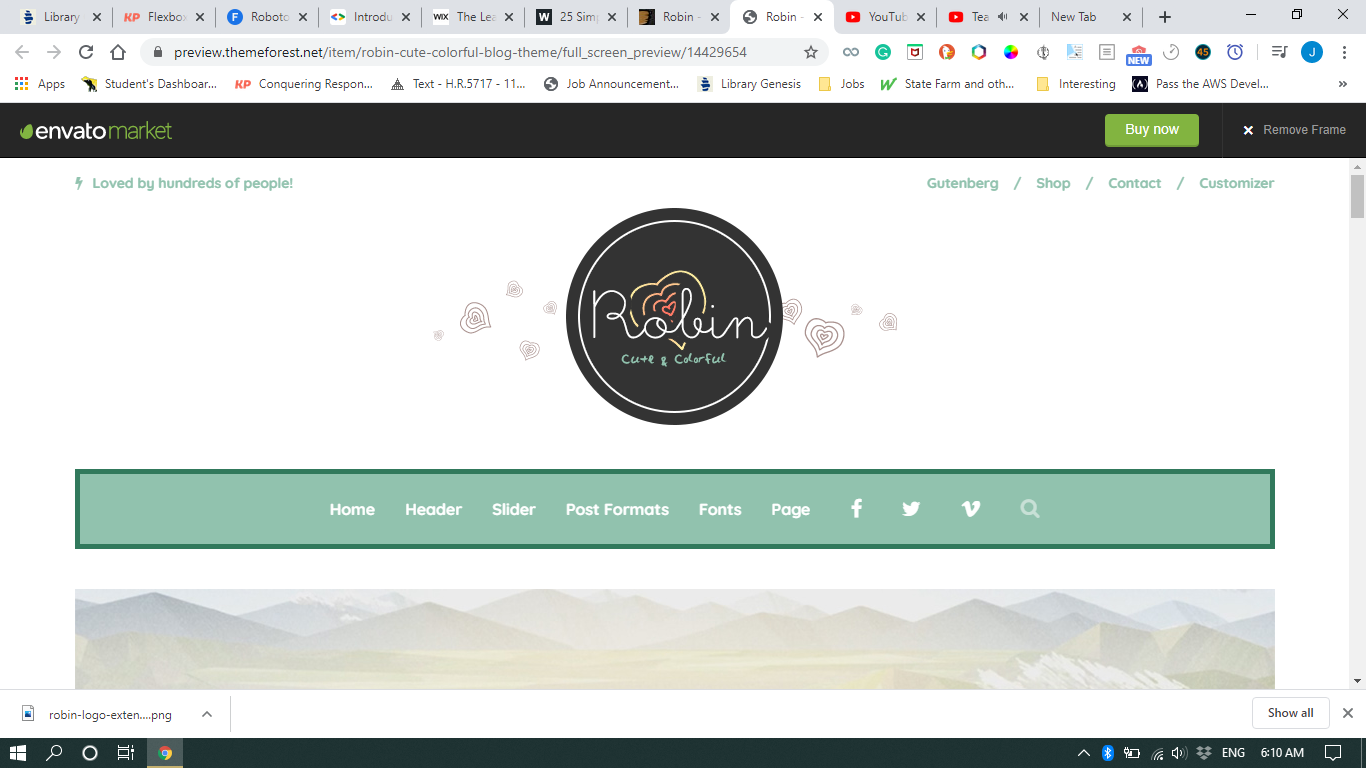 Library
Flexbox
Roboto
Introdu
The Lea
25 Simp
Robin -
Robin -
YouTub
Tea
New Tab
preview.themeforest.net/item/robin-cute-colorful-blog-theme/full_screen_preview/14429654
45
J
NEW
Apps
Student's Dashboar...
KP Conquering Respon...
Text - H.R.5717 - 11...
Job Announcement...
Library Genesis
Jobs
State Farm and oth...
Interesting
Pass the AWS Devel...
»
envato market
Buy now
Remove Frame
Loved by hundreds of people!
Gutenberg / Shop / Contact / Customizer
Robin
Cute & Colorful
Home Header Slider Post Formats Fonts Page
robin-logo-exten....png
Show all
ENG 6:10 AM